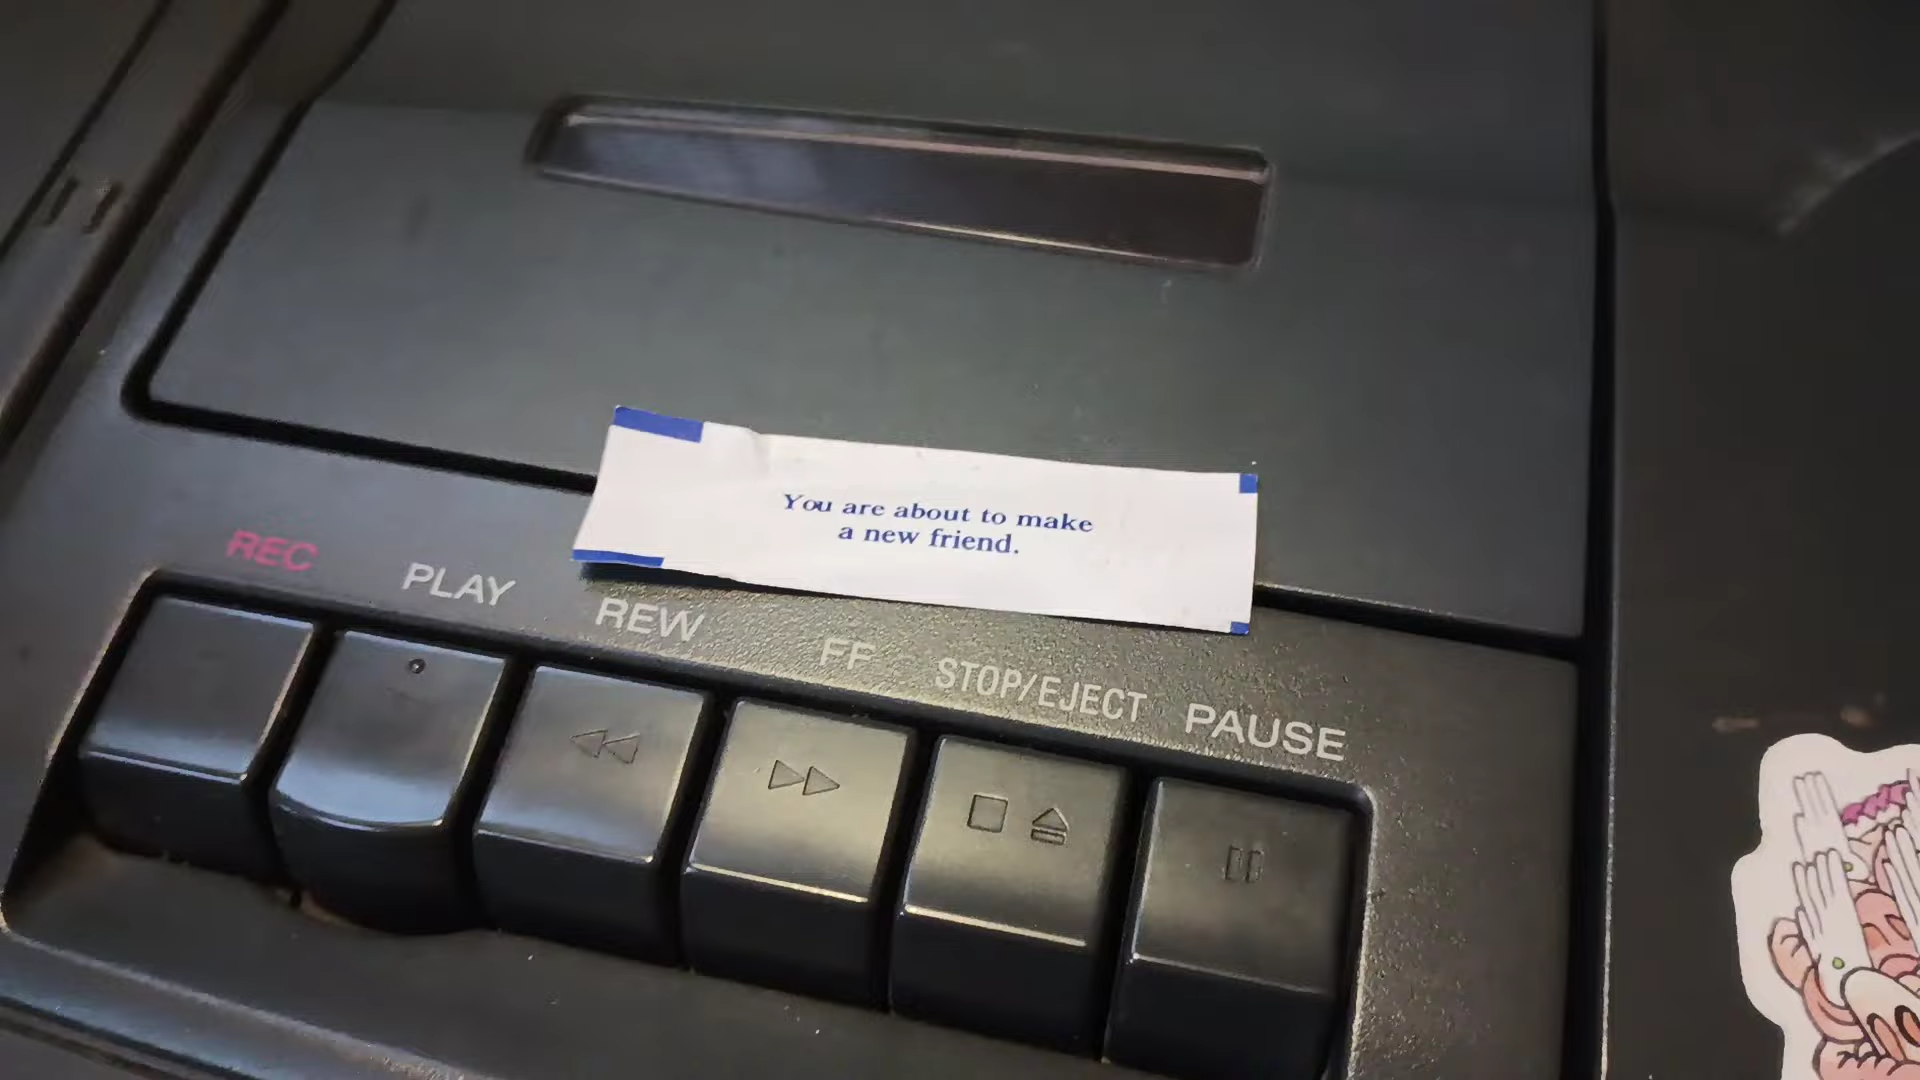 You are about to make
a new friend.
REC
PLAY
REW
FF
STOP/EJECT
PAUSE